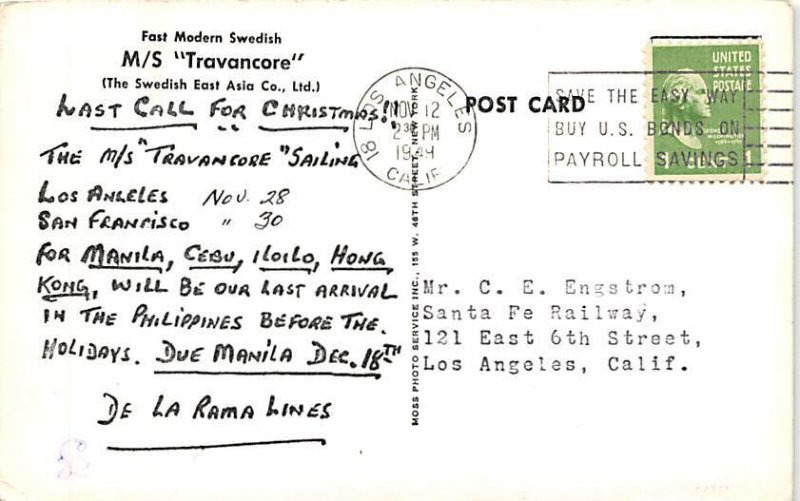 Fast Modern Swedish
M/S "Travancore"
(The Swedish East Asia Co., Ltd.)
LAST CALL FOR CHRISTMAS!!
THE M/S "TRAVANCORE" SAILING
LOS ANGELES NOV. 28
SAN FRANCISCO " 30
FOR MANILA, CEBU, ILOILO, HONG
KONG, WILL BE OUR LAST ARRIVAL
IN THE PHILIPPINES BEFORE THE.
HOLIDAYS. DUE MANILA DEC. 18TH
DE LA RAMA LINES
LOS ANGELES 18
NOV 12
PM
1949
CALIF
POST CARD
SAVE THE EASY WAY
BUY U.S. BONDS ON
PAYROLL SAVINGS
UNITED
STATES
POSTAGE
1
MOSS PHOTO SERVICE INC., 155 W. 46TH STREET, NEW YORK
Mr. C. E. Engstrom,
Santa Fe Railway,
121 East 6th Street,
Los Angeles, Calif.